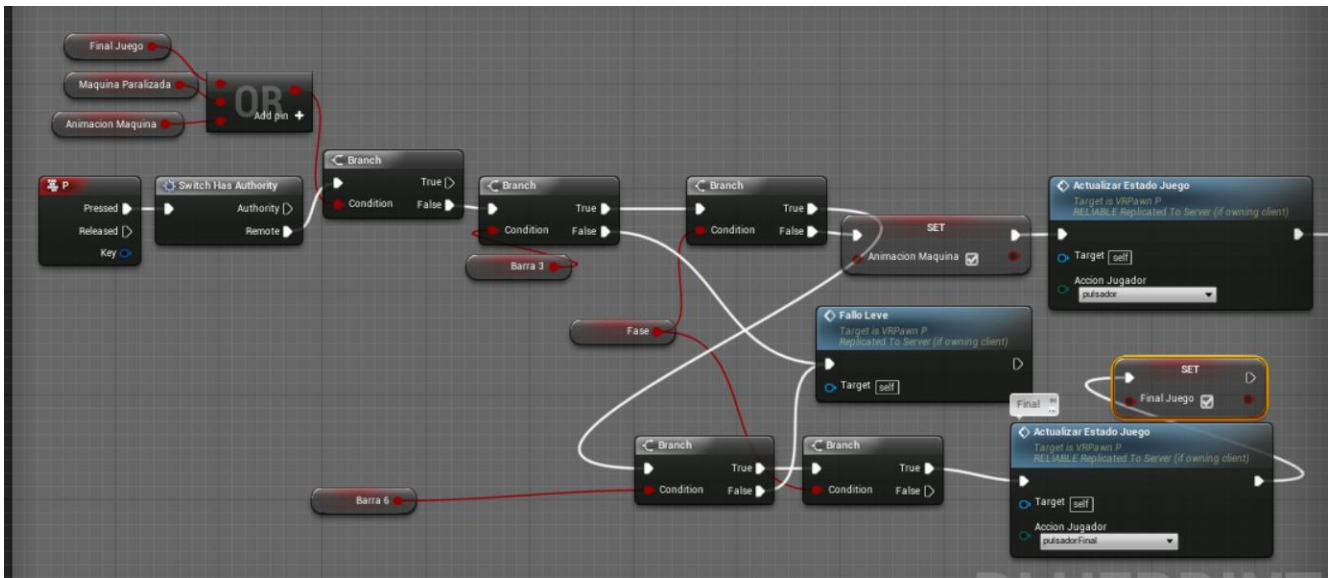 Final Juego
Maquina Paralizada
Animacion Maquina
OR
Add pin +
P
Pressed
Released
Key
Switch Has Authority
Authority
Remote
Branch
True
Condition
False
Branch
True
Condition
False
Barra 3
Branch
True
Condition
False
Fase
SET
Animacion Maquina
Actualizar Estado Juego
Target is VRPawn P
RELIABLE Replicated To Server (if owning client)
Target self
Accion Jugador
pulsador
Fallo Leve
Target is VRPawn P
Replicated To Server (if owning client)
Target self
SET
Final Juego
Final
Actualizar Estado Juego
Target is VRPawn P
RELIABLE Replicated To Server (if owning client)
Target self
Accion Jugador
pulsadorFinal
Branch
True
Condition
False
Branch
True
Condition
False
Barra 6